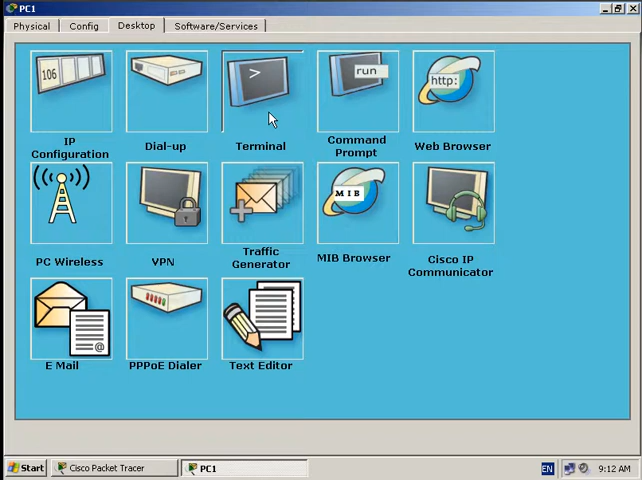 PC1
Physical Config Desktop Software/Services
106
>
run
http:
IP
Configuration
Dial-up
Terminal
Command
Prompt
Web Browser
MIB
PC Wireless
VPN
Traffic
Generator
MIB Browser
Cisco IP
Communicator
@
E Mail
PPPoE Dialer
Text Editor
Start Cisco Packet Tracer PC1 EN 9:12 AM